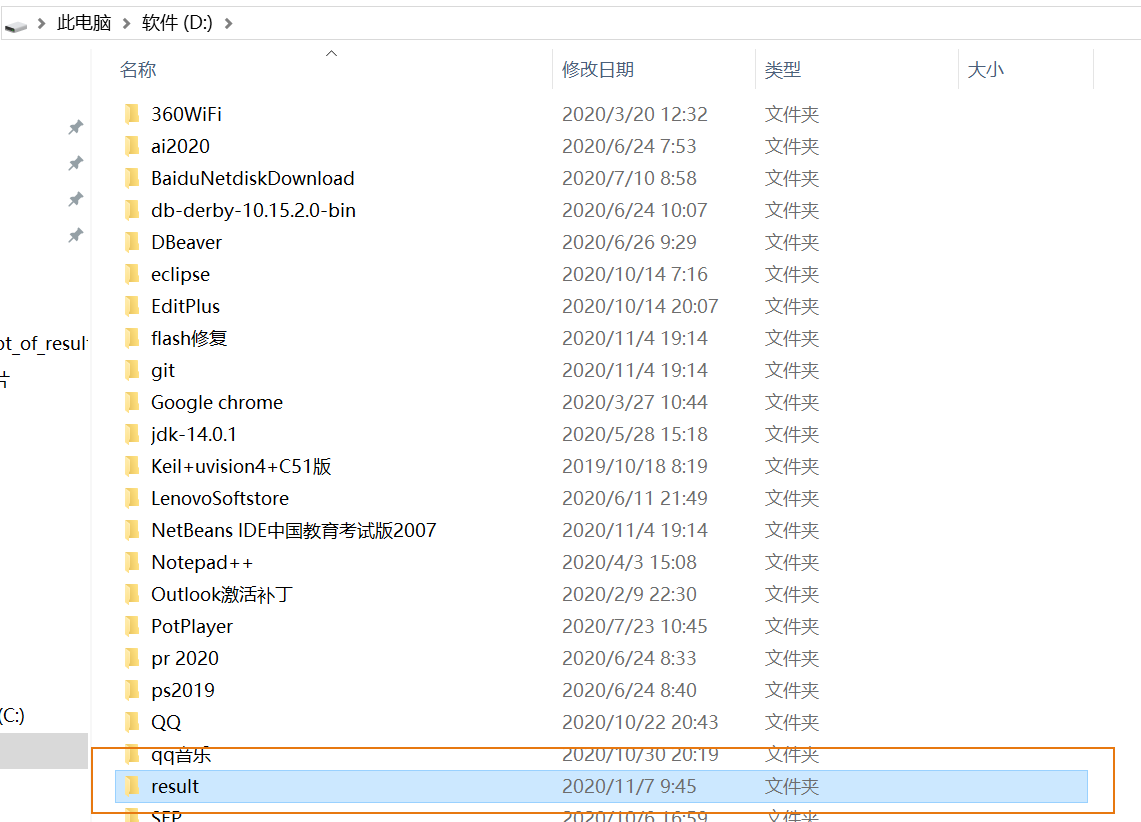 此电脑 > 软件 (D:) >
名称 修改日期 类型 大小
360WiFi 2020/3/20 12:32 文件夹
ai2020 2020/6/24 7:53 文件夹
BaiduNetdiskDownload 2020/7/10 8:58 文件夹
db-derby-10.15.2.0-bin 2020/6/24 10:07 文件夹
DBeaver 2020/6/26 9:29 文件夹
eclipse 2020/10/14 7:16 文件夹
EditPlus 2020/10/14 20:07 文件夹
flash修复 2020/11/4 19:14 文件夹
ot_of_resul
git 2020/11/4 19:14 文件夹
片
Google chrome 2020/3/27 10:44 文件夹
jdk-14.0.1 2020/5/28 15:18 文件夹
Keil+uvision4+C51版 2019/10/18 8:19 文件夹
LenovoSoftstore 2020/6/11 21:49 文件夹
NetBeans IDE中国教育考试版2007 2020/11/4 19:14 文件夹
Notepad++ 2020/4/3 15:08 文件夹
Outlook激活补丁 2020/2/9 22:30 文件夹
PotPlayer 2020/7/23 10:45 文件夹
pr 2020 2020/6/24 8:33 文件夹
ps2019 2020/6/24 8:40 文件夹
(C:)
QQ 2020/10/22 20:43 文件夹
qq音乐 2020/10/30 20:19 文件夹
result 2020/11/7 9:45 文件夹
SFP 2020/10/6 16:59 文件夹